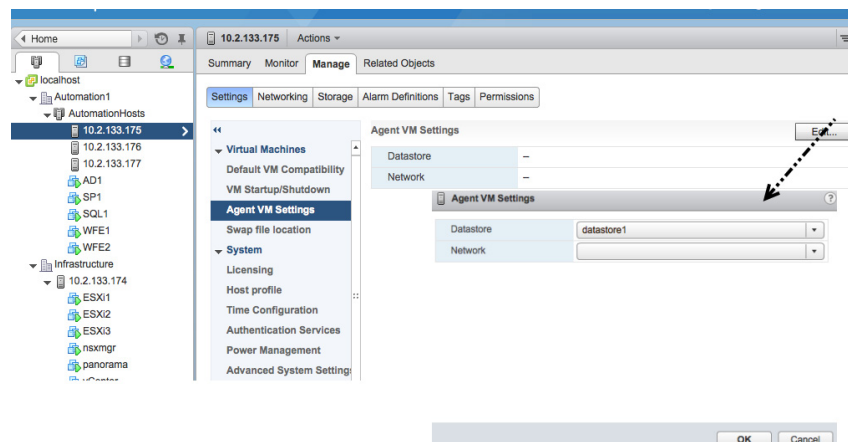 Home
10.2.133.175 Actions
Summary Monitor Manage Related Objects
localhost
Automation1
AutomationHosts
10.2.133.175
10.2.133.176
10.2.133.177
AD1
SP1
SQL1
WFE1
WFE2
Infrastructure
10.2.133.174
ESXi1
ESXi2
ESXi3
nsxmgr
panorama
Settings Networking Storage Alarm Definitions Tags Permissions
Virtual Machines
Default VM Compatibility
VM Startup/Shutdown
Agent VM Settings
Swap file location
System
Licensing
Host profile
Time Configuration
Authentication Services
Power Management
Advanced System Settings
Agent VM Settings
Edit...
Datastore --
Network --
Agent VM Settings ?
Datastore datastore1
Network
OK Cancel